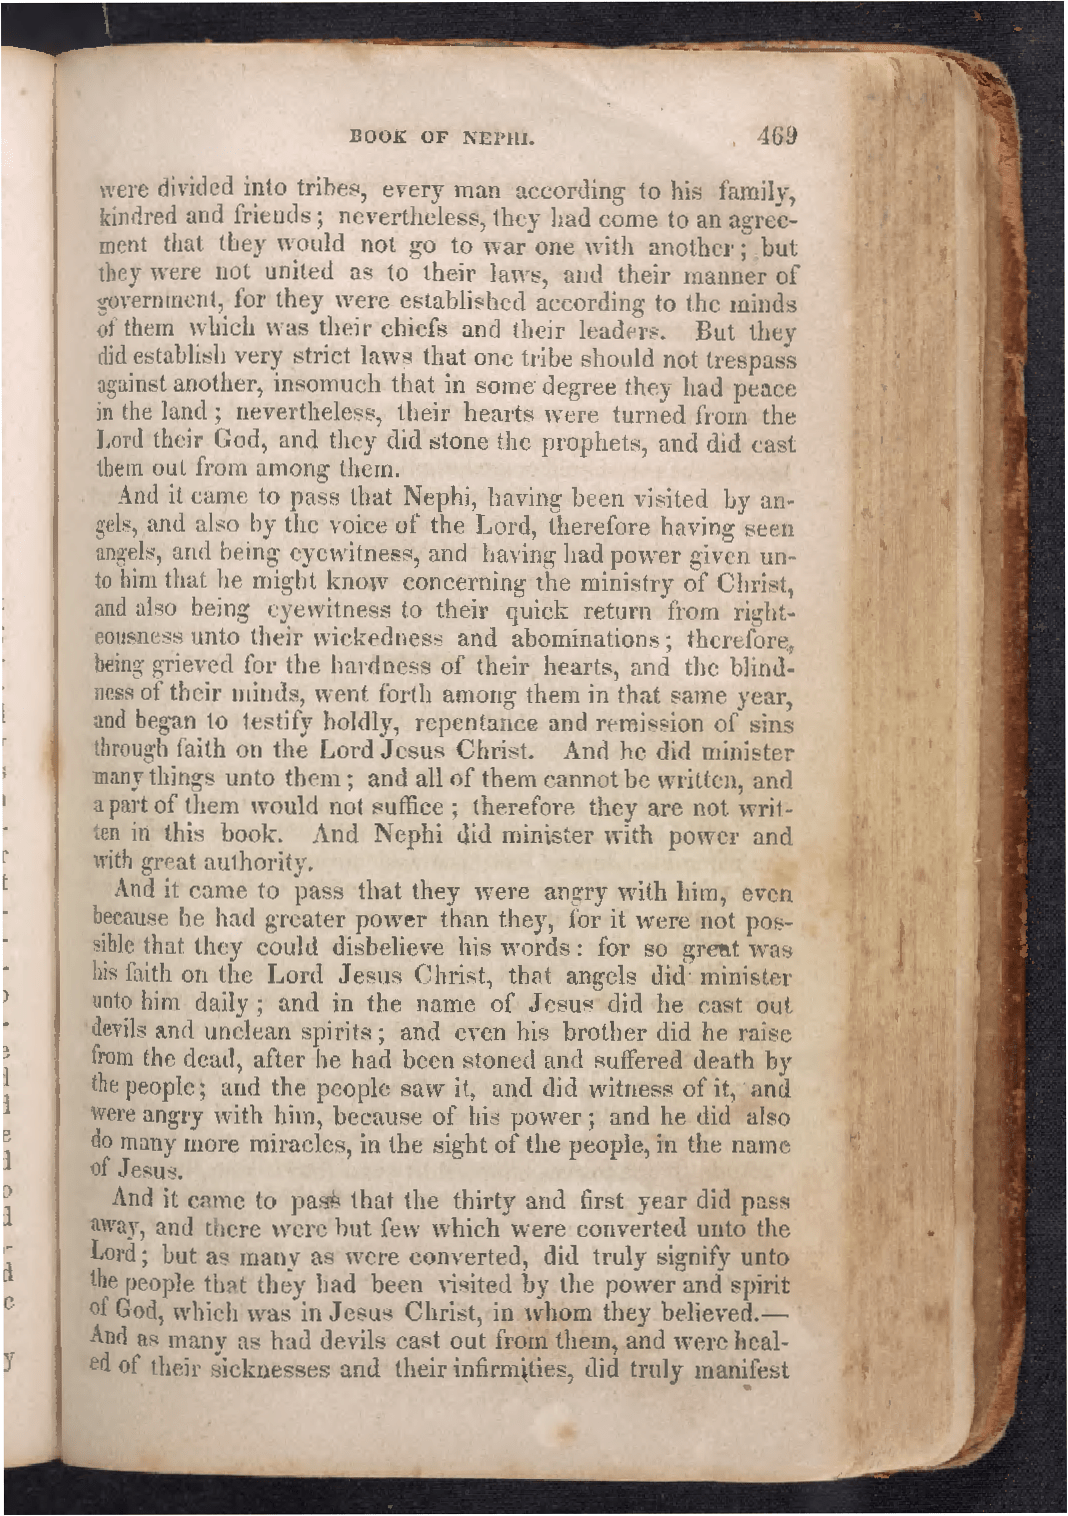 BOOK OF NEPHI. 469
were divided into tribes, every man according to his family,
kindred and friends; nevertheless, they had come to an agree-
ment that they would not go to war one with another; but
they were not united as to their laws, and their manner of
government, for they were established according to the minds
of them which was their chiefs and their leaders. But they
did establish very strict laws that one tribe should not trespass
against another, insomuch that in some degree they had peace
in the land; nevertheless, their hearts were turned from the
Lord their God, and they did stone the prophets, and did cast
them out from among them.
And it came to pass that Nephi, having been visited by an-
gels, and also by the voice of the Lord, therefore having seen
angels, and being eyewitness, and having had power given un-
to him that he might know concerning the ministry of Christ,
and also being eyewitness to their quick return from right-
eousness unto their wickedness and abominations; therefore,
being grieved for the hardness of their hearts, and the blind-
ness of their minds, went forth among them in that same year,
and began to testify boldly, repentance and remission of sins
through faith on the Lord Jesus Christ. And he did minister
many things unto them; and all of them cannot be written, and
a part of them would not suffice; therefore they are not writ-
ten in this book. And Nephi did minister with power and
with great authority.
And it came to pass that they were angry with him, even
because he had greater power than they, for it were not pos-
sible that they could disbelieve his words: for so great was
his faith on the Lord Jesus Christ, that angels did minister
unto him daily; and in the name of Jesus did he cast out
devils and unclean spirits; and even his brother did he raise
from the dead, after he had been stoned and suffered death by
the people; and the people saw it, and did witness of it, and
were angry with him, because of his power; and he did also
do many more miracles, in the sight of the people, in the name
of Jesus.
And it came to pass that the thirty and first year did pass
away, and there were but few which were converted unto the
Lord; but as many as were converted, did truly signify unto
the people that they had been visited by the power and spirit
of God, which was in Jesus Christ, in whom they believed.—
And as many as had devils cast out from them, and were heal-
ed of their sicknesses and their infirmities, did truly manifest